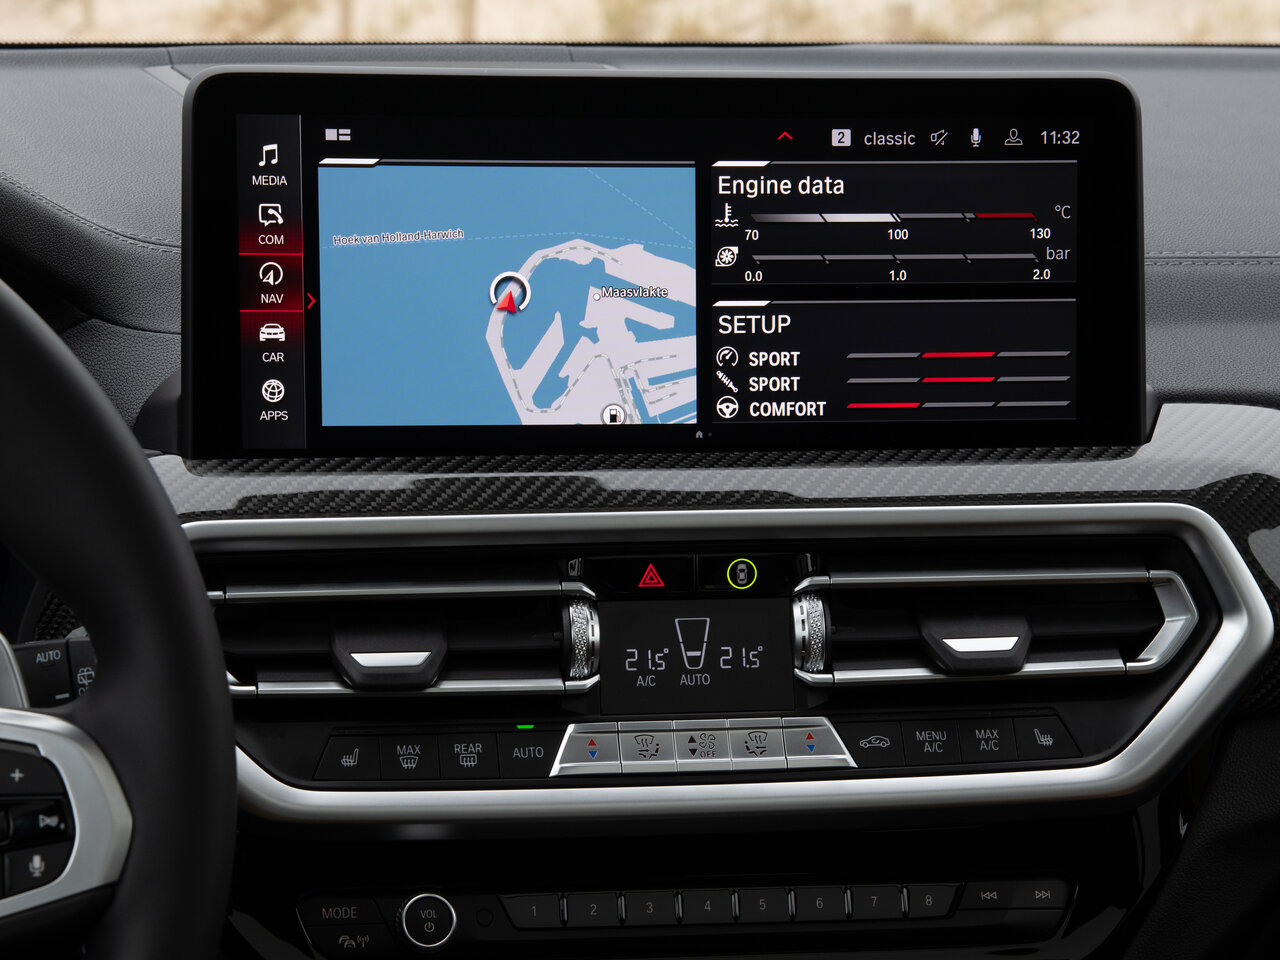 MEDIA
COM
NAV
CAR
APPS
2 classic 11:32
Hoek van Holland-Harwich
Maasvlakte
Engine data
°C
70 100 130
bar
0.0 1.0 2.0
SETUP
SPORT
SPORT
COMFORT
21.5° 21.5°
A/C AUTO
AUTO
MAX
REAR
AUTO
OFF
MENU
A/C
MAX
A/C
MODE
VOL
1 2 3 4 5 6 7 8